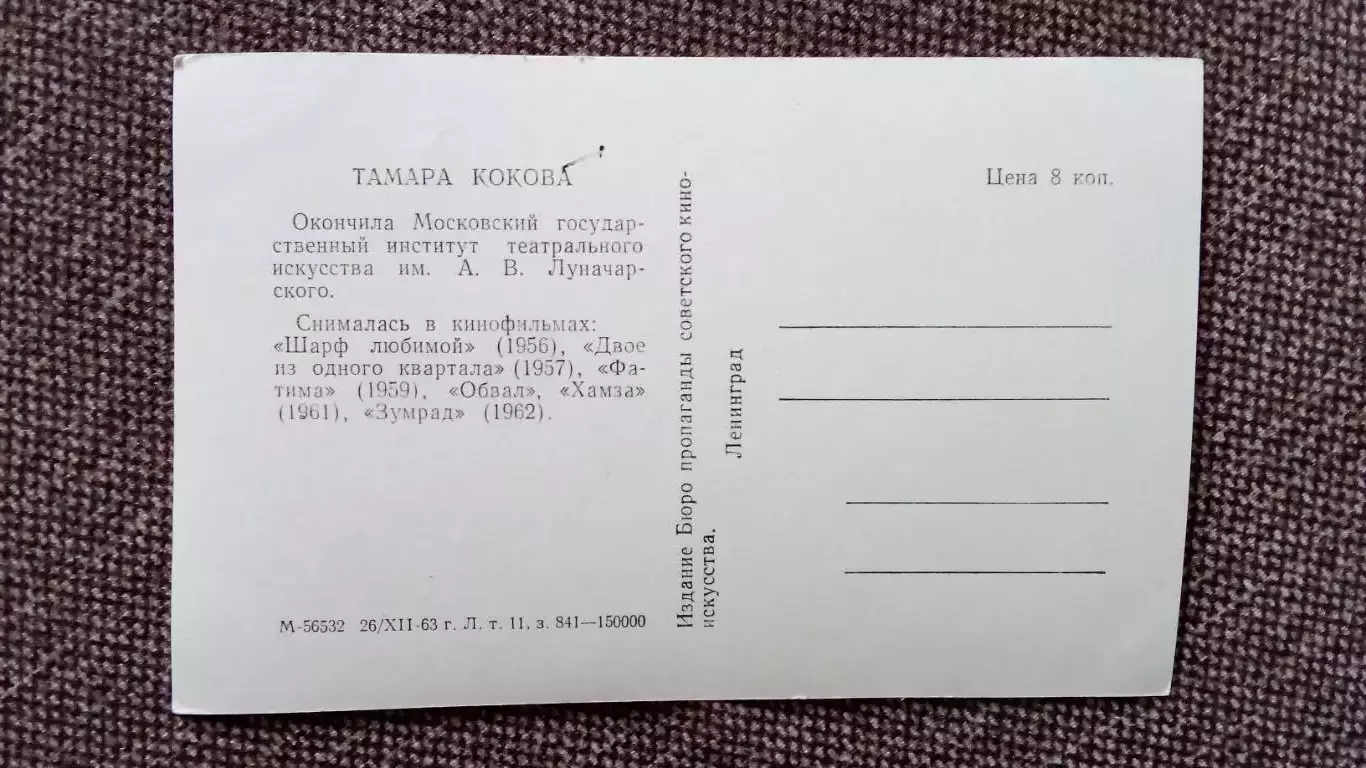 ТАМАРА КОКОВА
Окончила Московский государ-
ственный институт театрального
искусства им. А. В. Луначар-
ского.
Снималась в кинофильмах:
«Шарф любимой» (1956), «Двое
из одного квартала» (1957), «Фа-
тима» (1959), «Обвал», «Хамза»
(1961), «Зумрад» (1962).
М-56532 26/XII-63 г. Л. т. 11, з. 841—150000
Издание Бюро пропаганды советского кино-
искусства.
Ленинград
Цена 8 коп.